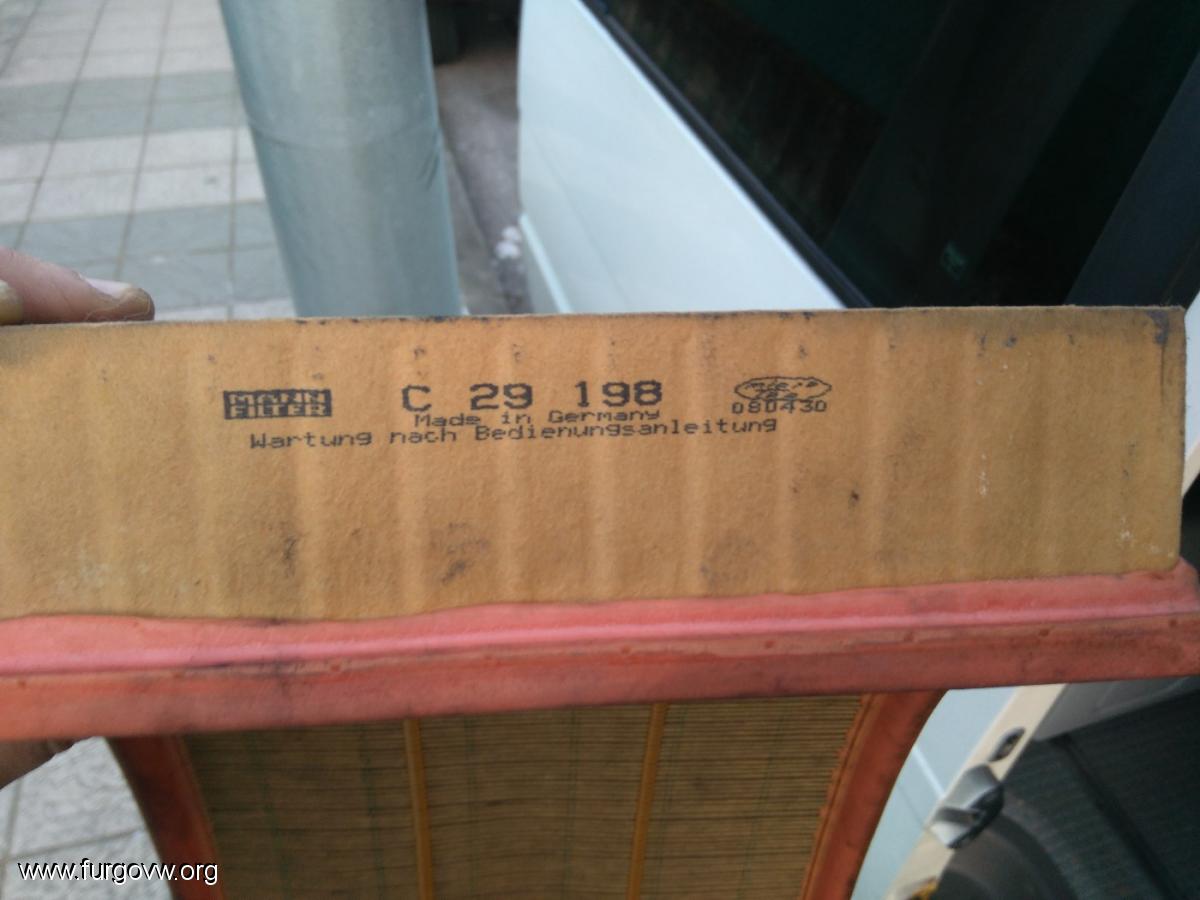 MANN FILTER
C 29 198
080430
Made in Germany
Wartung nach Bedienungsanleitung
www.furgovw.org